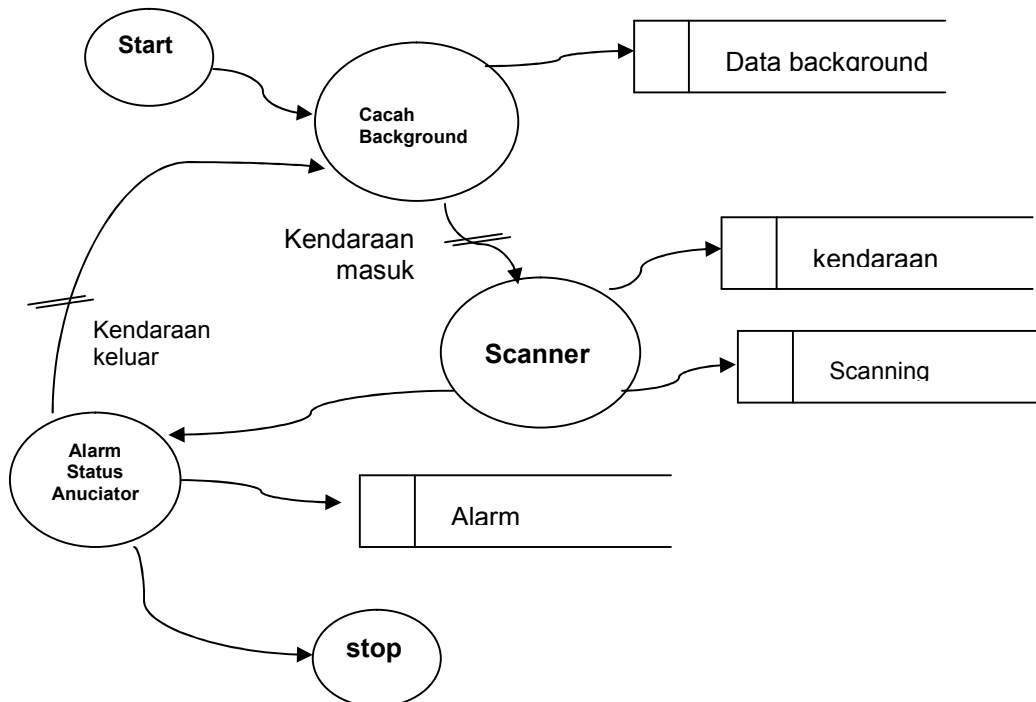 Start
Data background
Cacah
Background
Kendaraan
masuk
kendaraan
Kendaraan
keluar
Scanner
Scanning
Alarm
Status
Anuciator
Alarm
stop